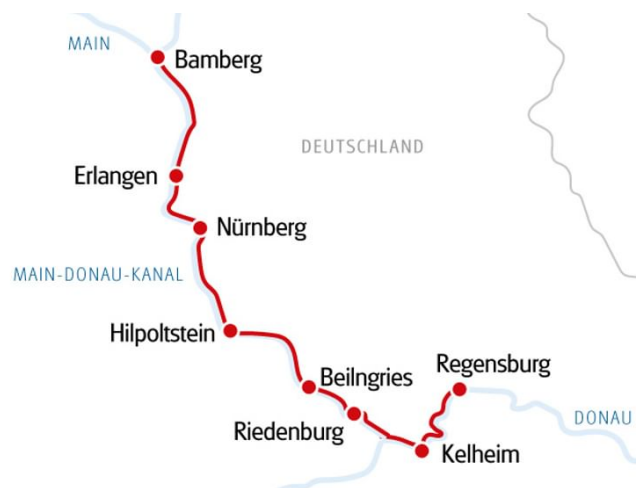 MAIN
Bamberg
DEUTSCHLAND
Erlangen
Nürnberg
MAIN-DONAU-KANAL
Hilpoltstein
Beilngries
Regensburg
Riedenburg
DONAU
Kelheim